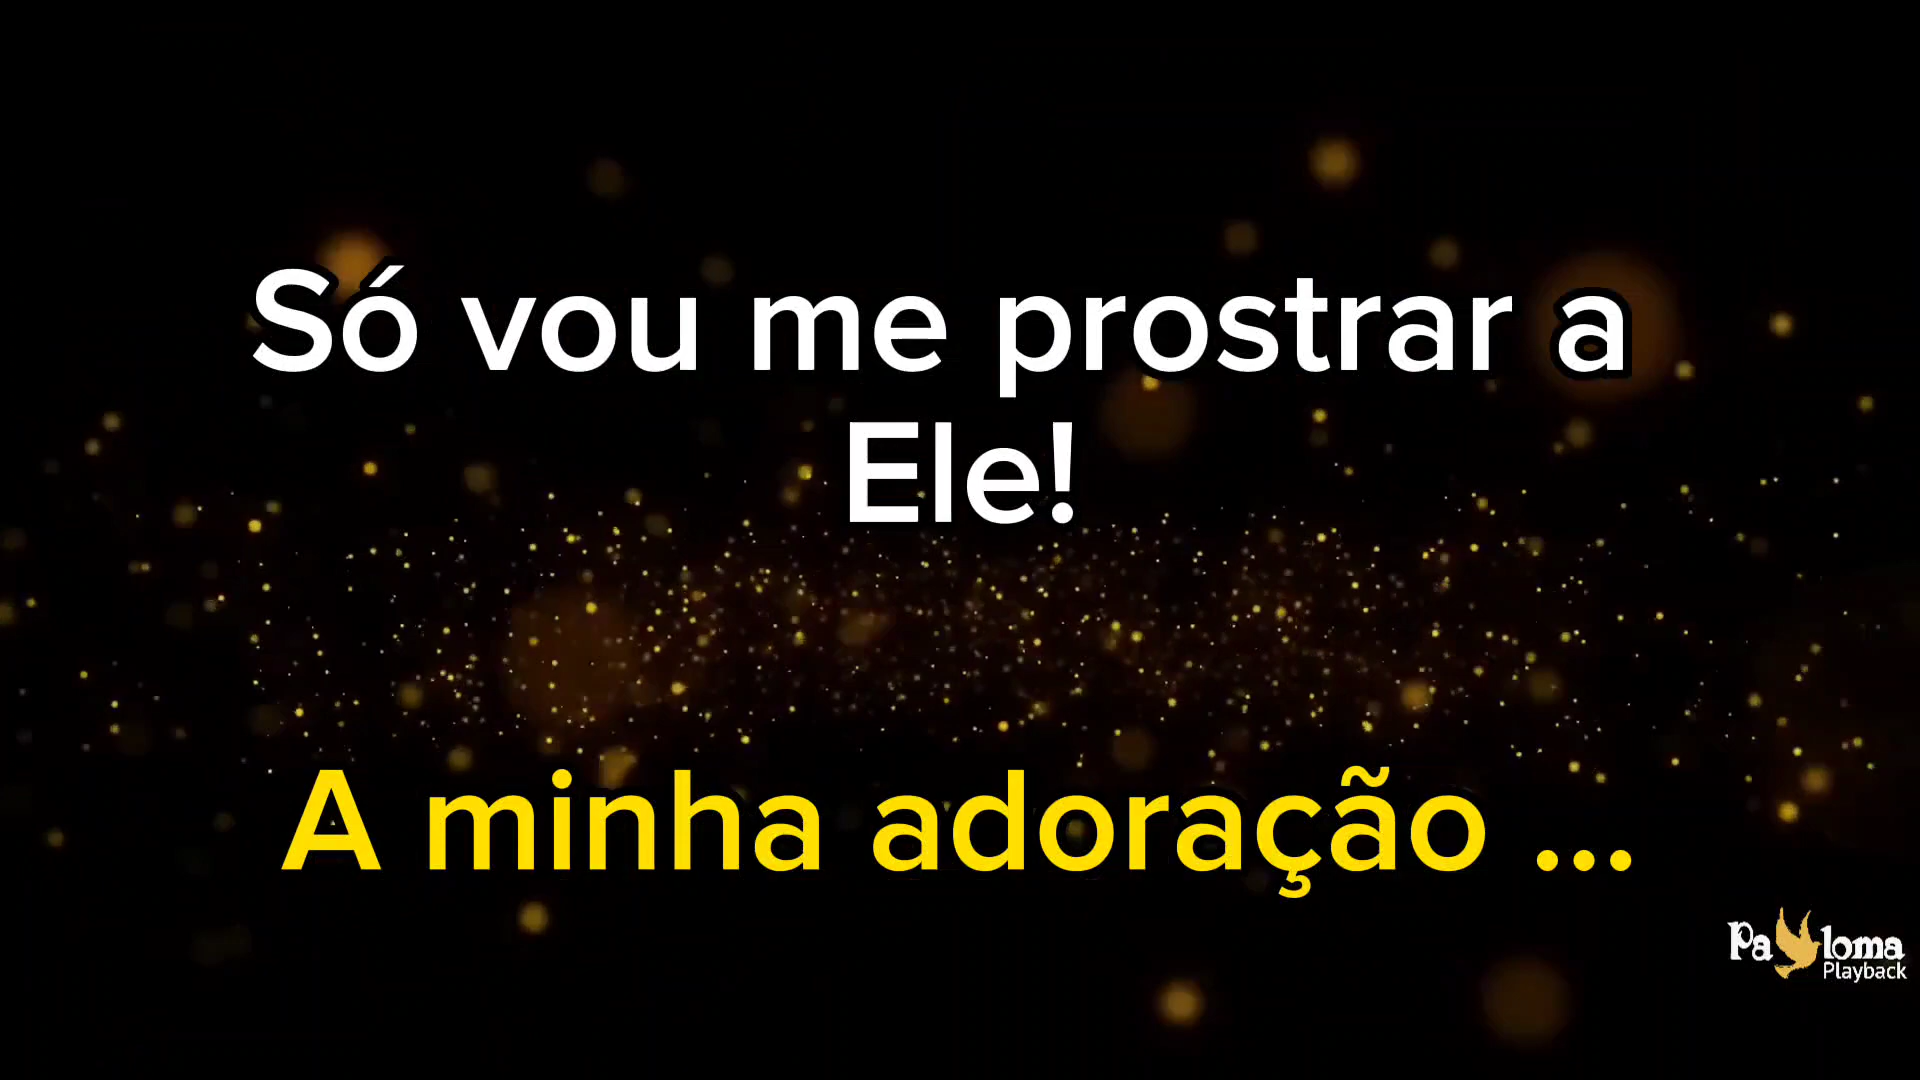 Só vou me prostrar a
Ele!
A minha adoração ...
Paloma
Playback